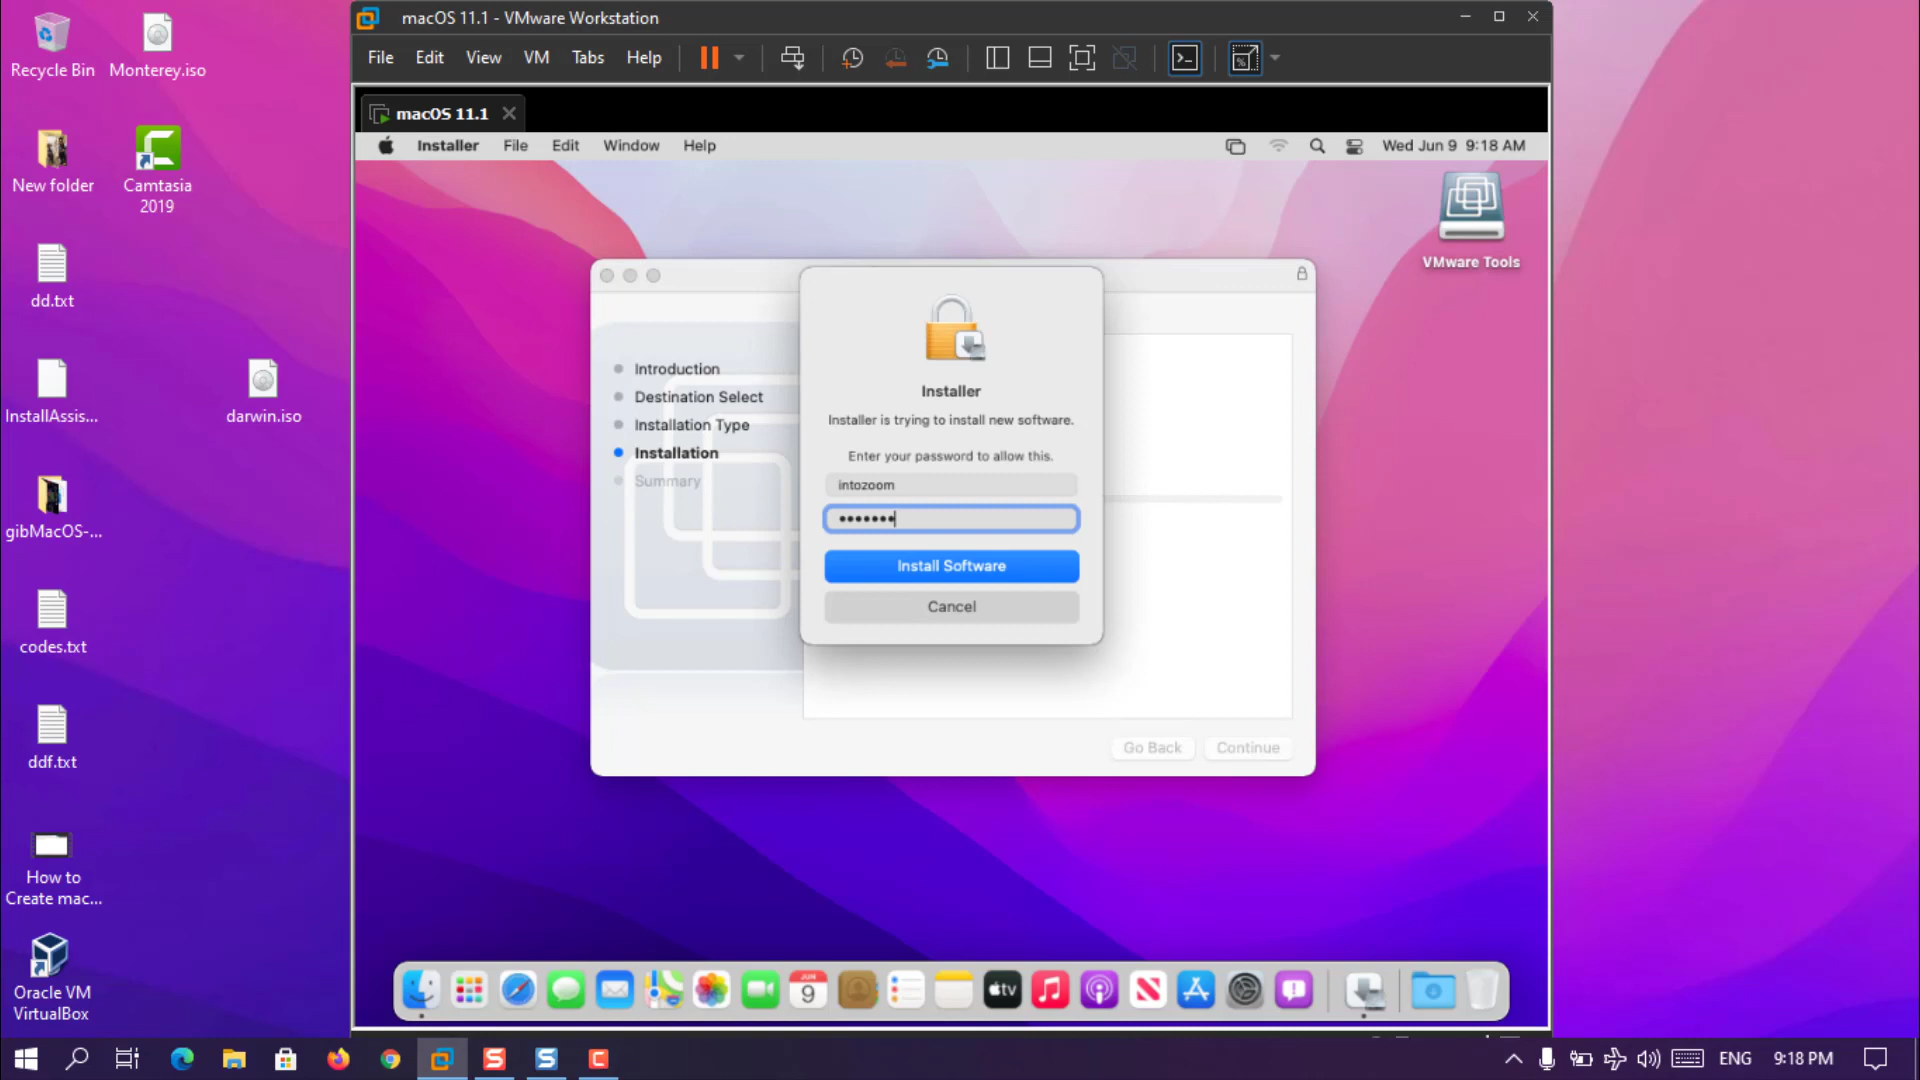 macOS 11.1 - VMware Workstation
File Edit View VM Tabs Help
macOS 11.1
Installer File Edit Window Help
Wed Jun 9 9:18 AM
VMware Tools
Introduction
Destination Select
Installation Type
Installation
Summary
Installer
Installer is trying to install new software.
Enter your password to allow this.
intozoom
•••••••
Install Software
Cancel
Go Back Continue
Recycle Bin
Monterey.iso
New folder
Camtasia
2019
dd.txt
InstallAssis...
darwin.iso
gibMacOS-...
codes.txt
ddf.txt
How to
Create mac...
Oracle VM
VirtualBox
JUN
9
tv
ENG
9:18 PM